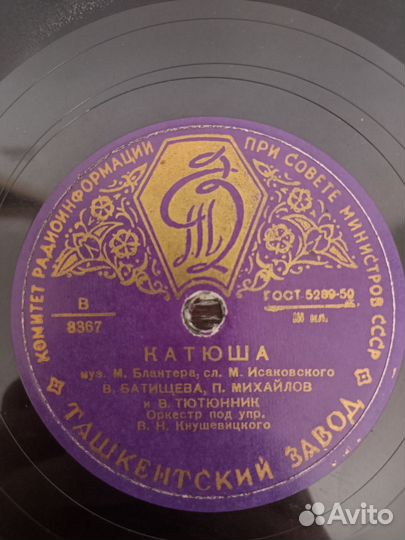 КОМИТЕТ РАДИОИНФОРМАЦИИ ПРИ СОВЕТЕ МИНИСТРОВ СССР
В
8367
ГОСТ 5289-50
КАТЮША
муз. М. Блантера, сл. М. Исаковского
В. БАТИЩЕВА, П. МИХАЙЛОВ
и В. ТЮТЮННИК
Оркестр под упр.
В. Н. Кнушевицкого
ТАШКЕНТСКИЙ ЗАВОД
Avito